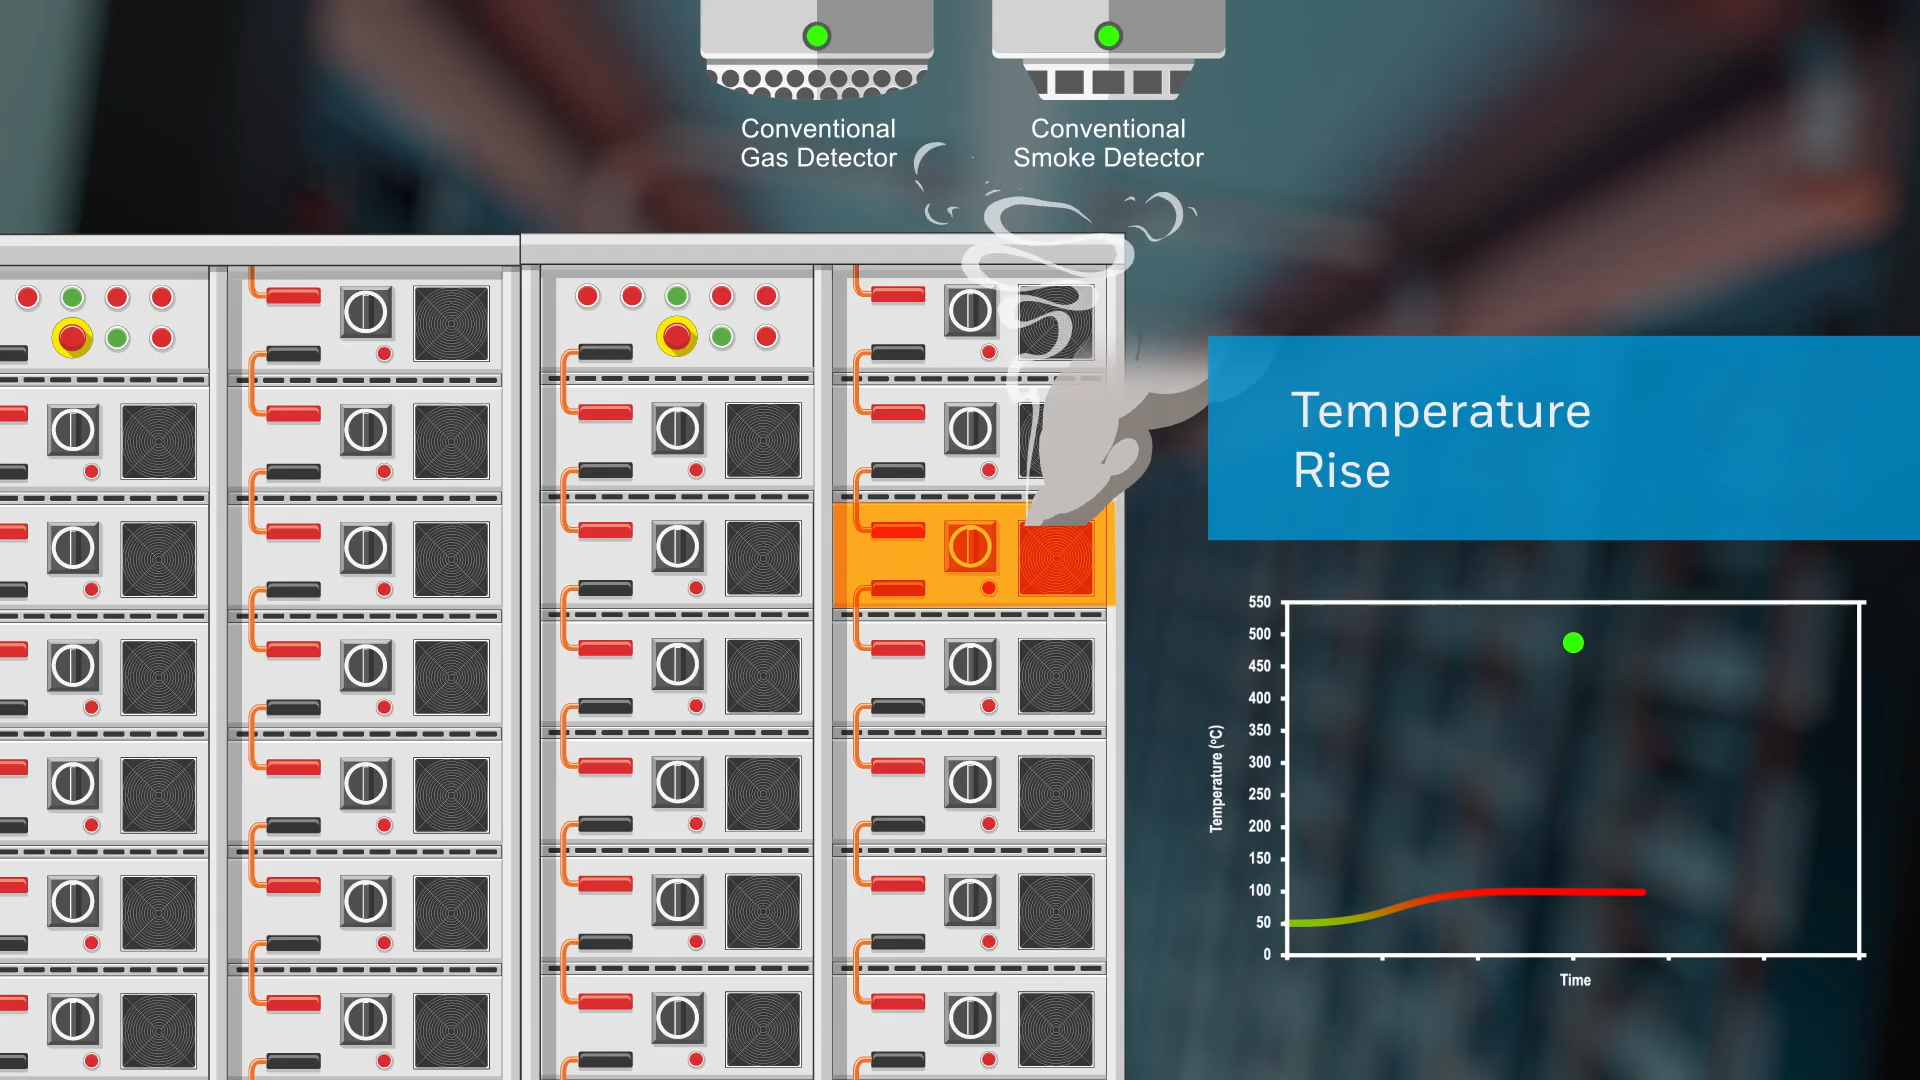 Conventional
Gas Detector
Conventional
Smoke Detector
Temperature
Rise
550
500
450
400
350
300
250
200
150
100
50
0
Temperature (ºC)
Time